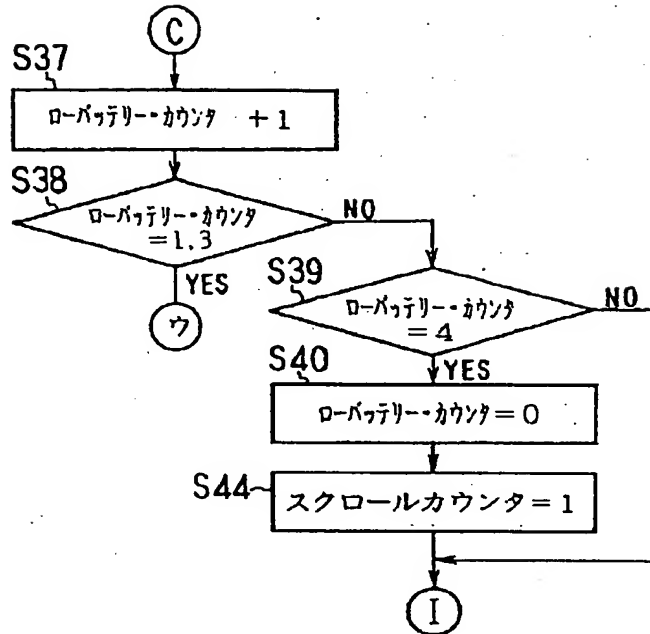 C
S37
ローバッテリー・カウンタ +1
S38
ローバッテリー・カウンタ
=1,3
NO
YES
ウ
S39
ローバッテリー・カウンタ
=4
NO
YES
S40
ローバッテリー・カウンタ=0
S44
スクロールカウンタ=1
I